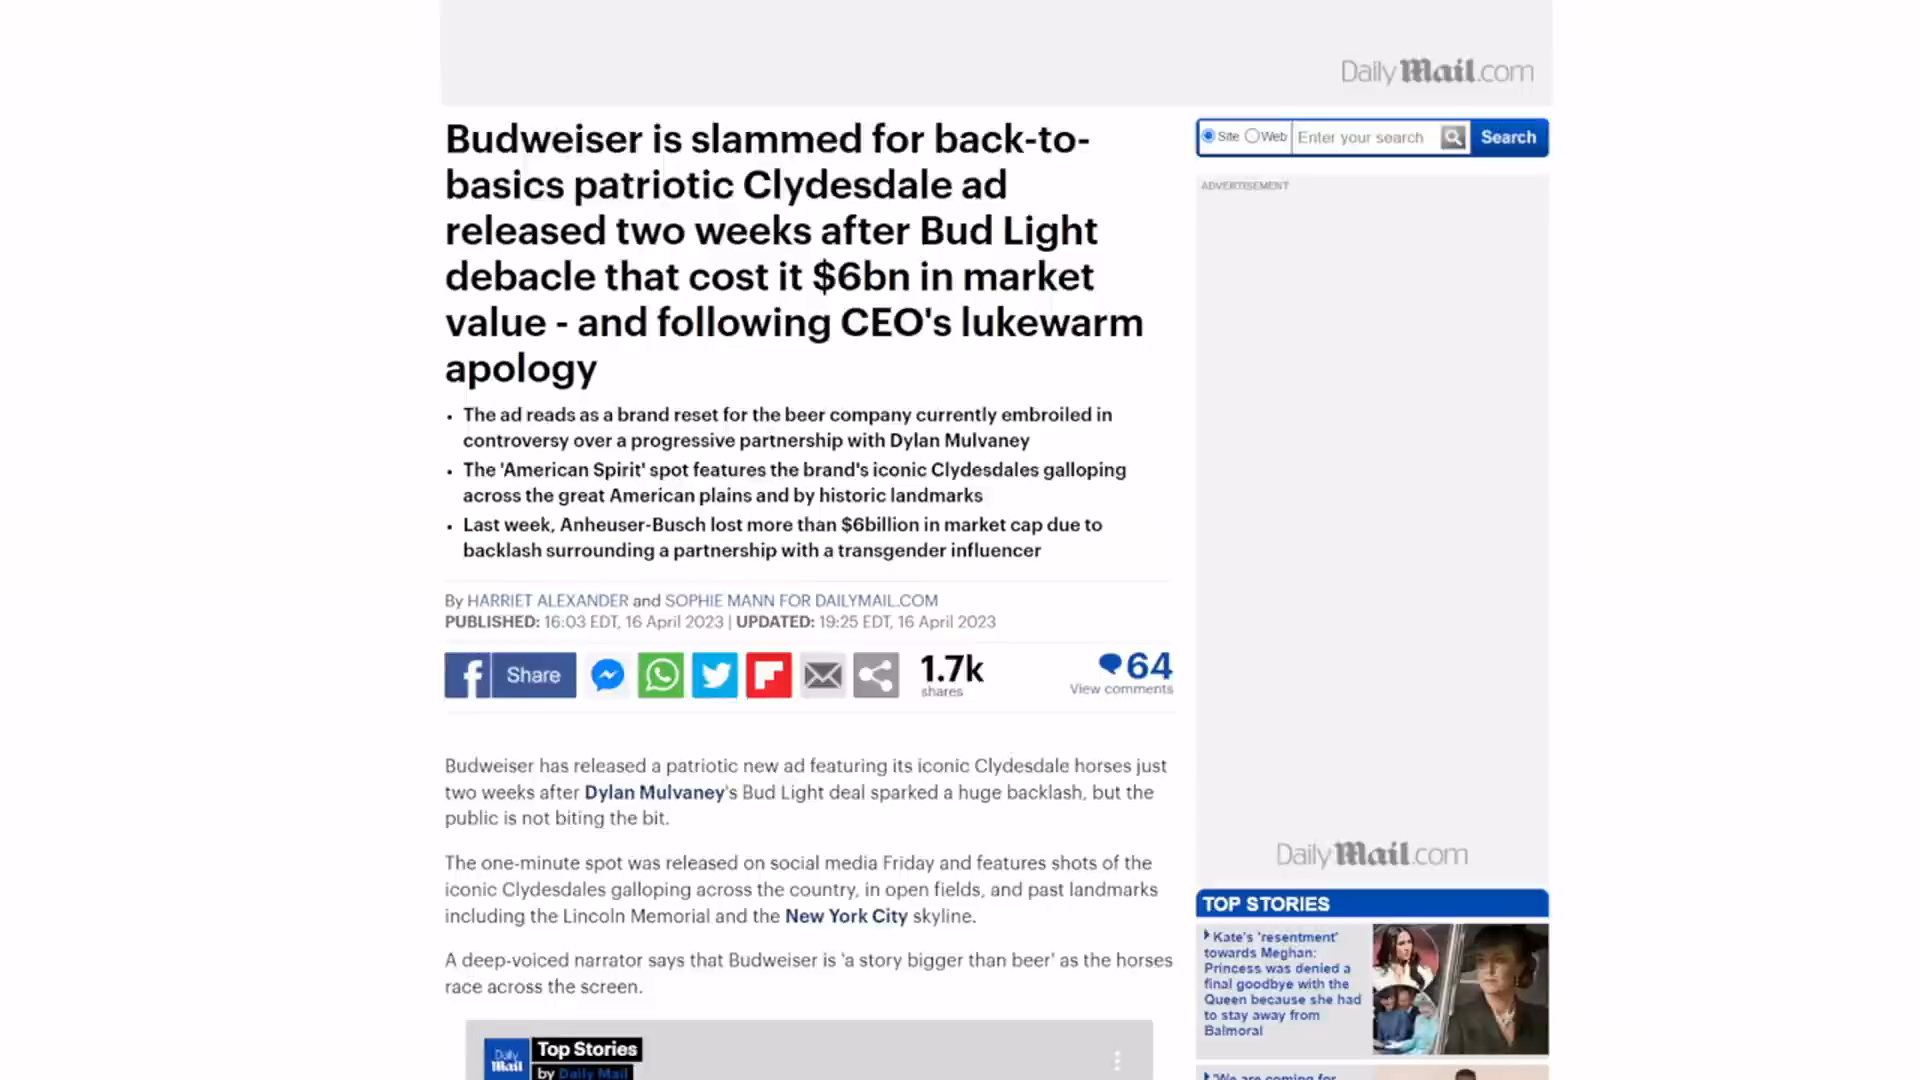 Daily Mail.com
Budweiser is slammed for back-to-
basics patriotic Clydesdale ad
released two weeks after Bud Light
debacle that cost it $6bn in market
value - and following CEO's lukewarm
apology
• The ad reads as a brand reset for the beer company currently embroiled in
controversy over a progressive partnership with Dylan Mulvaney
• The 'American Spirit' spot features the brand's iconic Clydesdales galloping
across the great American plains and by historic landmarks
• Last week, Anheuser-Busch lost more than $6billion in market cap due to
backlash surrounding a partnership with a transgender influencer
By HARRIET ALEXANDER and SOPHIE MANN FOR DAILYMAIL.COM
PUBLISHED: 16:03 EDT, 16 April 2023 | UPDATED: 19:25 EDT, 16 April 2023
f Share
1.7k
shares
64
View comments
Budweiser has released a patriotic new ad featuring its iconic Clydesdale horses just
two weeks after Dylan Mulvaney's Bud Light deal sparked a huge backlash, but the
public is not biting the bit.
The one-minute spot was released on social media Friday and features shots of the
iconic Clydesdales galloping across the country, in open fields, and past landmarks
including the Lincoln Memorial and the New York City skyline.
A deep-voiced narrator says that Budweiser is 'a story bigger than beer' as the horses
race across the screen.
Daily Mail
Top Stories
by Daily Mail
Site Web Enter your search Search
ADVERTISEMENT
Daily Mail.com
TOP STORIES
Kate's 'resentment'
towards Meghan:
Princess was denied a
final goodbye with the
Queen because she had
to stay away from
Balmoral
'We are coming for